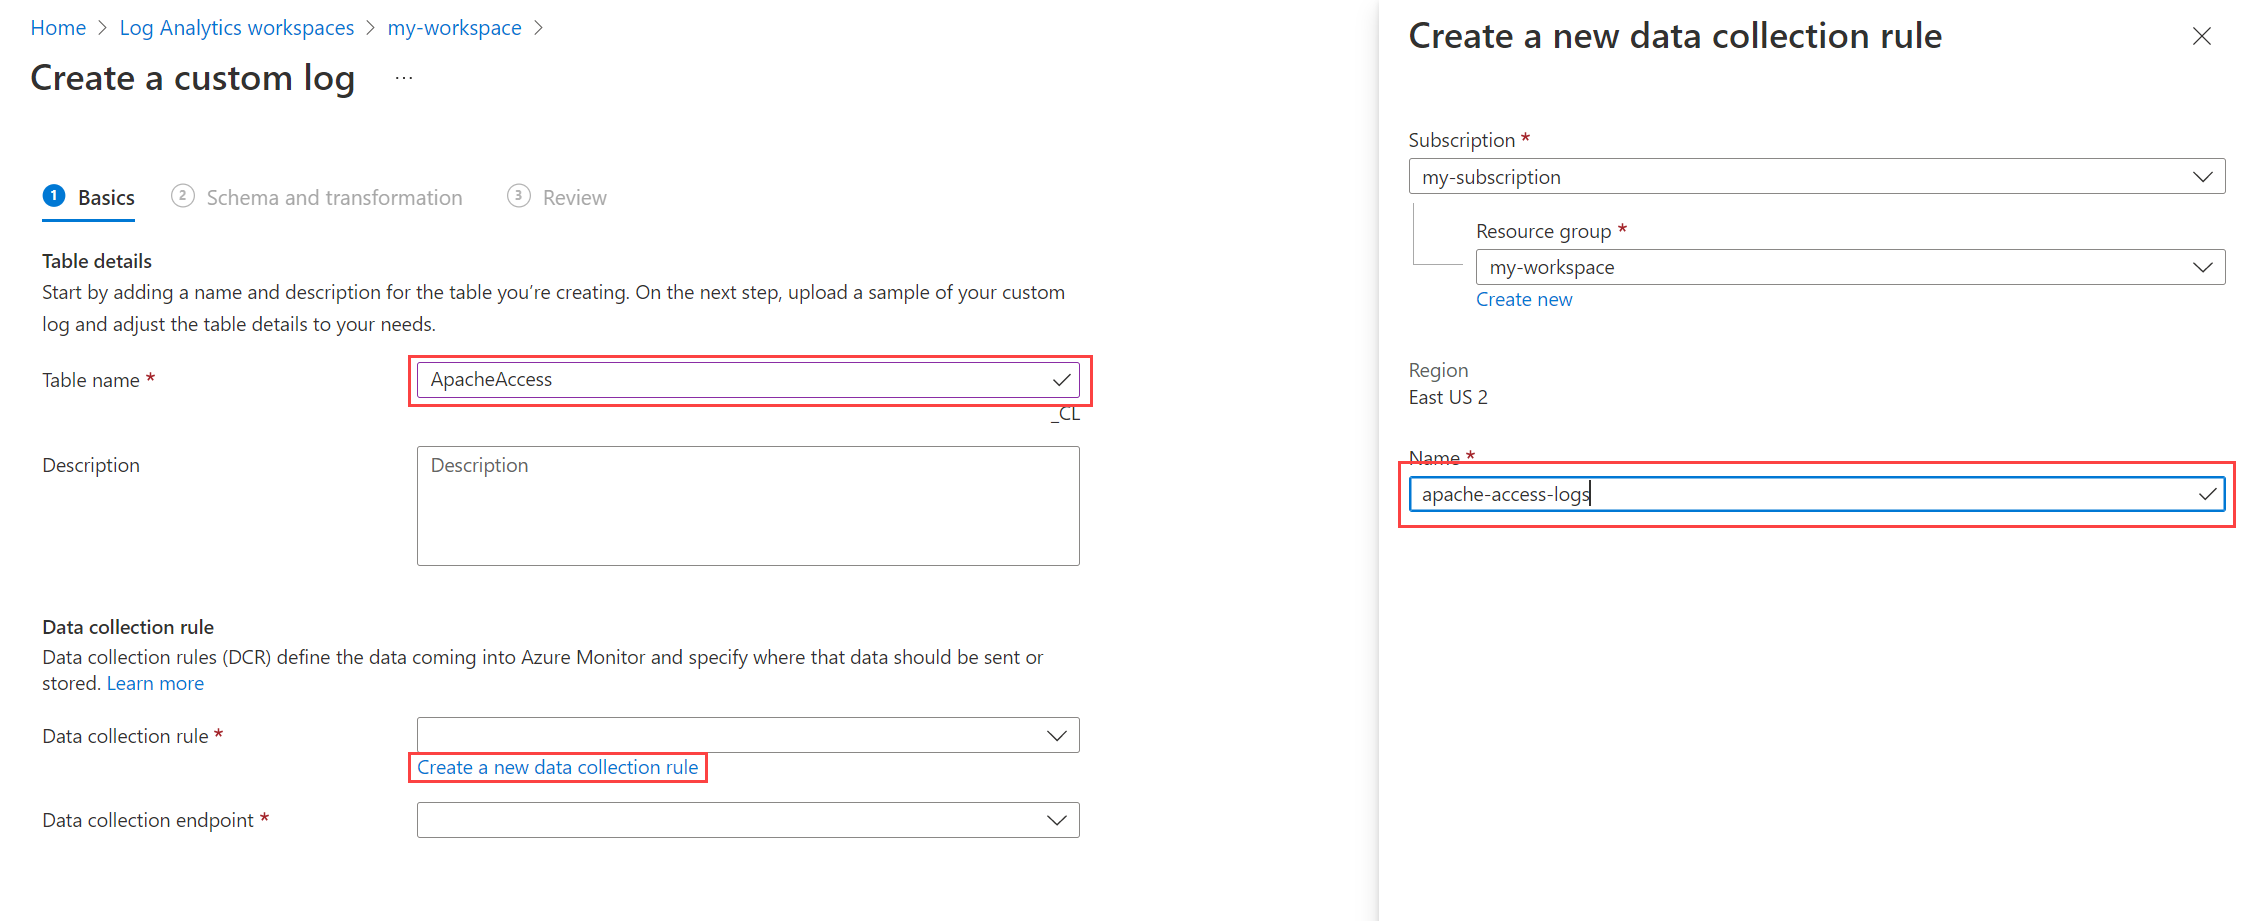 Home > Log Analytics workspaces > my-workspace >
Create a custom log ...
1 Basics 2 Schema and transformation 3 Review
Table details
Start by adding a name and description for the table you’re creating. On the next step, upload a sample of your custom
log and adjust the table details to your needs.
Table name * ApacheAccess
_CL
Description Description
Data collection rule
Data collection rules (DCR) define the data coming into Azure Monitor and specify where that data should be sent or
stored. Learn more
Data collection rule *
Create a new data collection rule
Data collection endpoint *
Create a new data collection rule
Subscription *
my-subscription
Resource group *
my-workspace
Create new
Region
East US 2
Name *
apache-access-logs